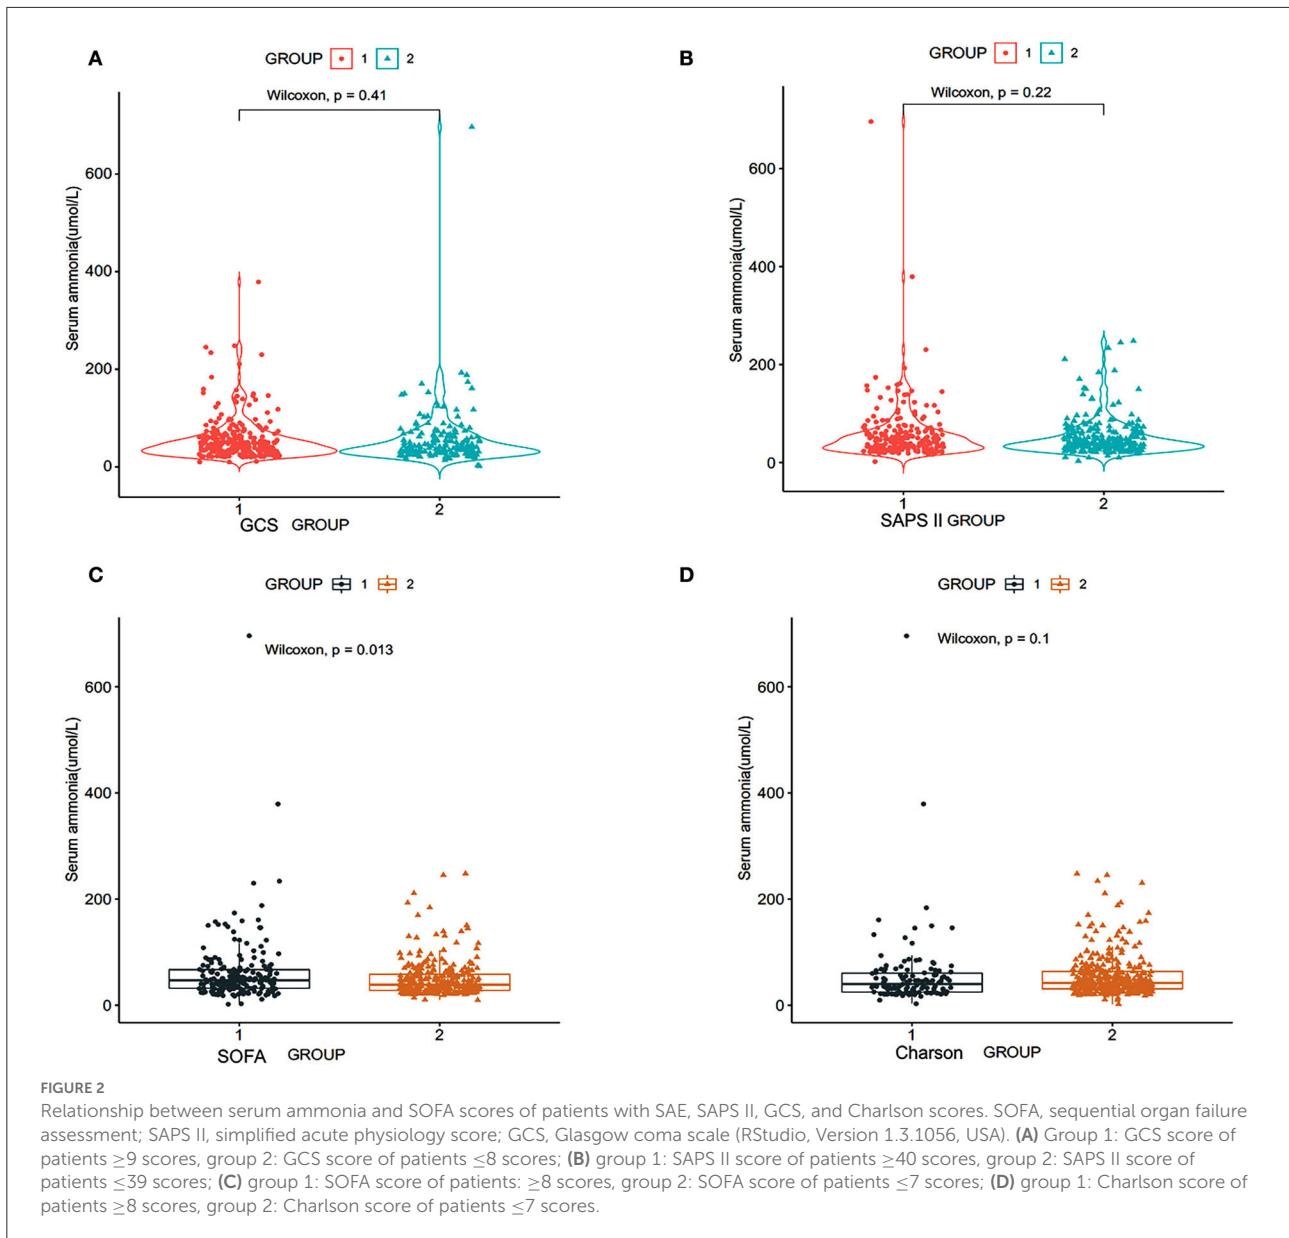 A
GROUP 1 2
Wilcoxon, p = 0.41
Serum ammonia(umol/L)
600
400
200
0
1
2
GCS GROUP
B
GROUP 1 2
Wilcoxon, p = 0.22
Serum ammonia(umol/L)
600
400
200
0
1
2
SAPS II GROUP
C
GROUP 1 2
Wilcoxon, p = 0.013
Serum ammonia(umol/L)
600
400
200
0
1
2
SOFA GROUP
D
GROUP 1 2
Wilcoxon, p = 0.1
Serum ammonia(umol/L)
600
400
200
0
1
2
Charson GROUP
FIGURE 2
Relationship between serum ammonia and SOFA scores of patients with SAE, SAPS II, GCS, and Charlson scores. SOFA, sequential organ failure
assessment; SAPS II, simplified acute physiology score; GCS, Glasgow coma scale (RStudio, Version 1.3.1056, USA). (A) Group 1: GCS score of
patients ≥9 scores, group 2: GCS score of patients ≤8 scores; (B) group 1: SAPS II score of patients ≥40 scores, group 2: SAPS II score of
patients ≤39 scores; (C) group 1: SOFA score of patients: ≥8 scores, group 2: SOFA score of patients ≤7 scores; (D) group 1: Charlson score of
patients ≥8 scores, group 2: Charlson score of patients ≤7 scores.